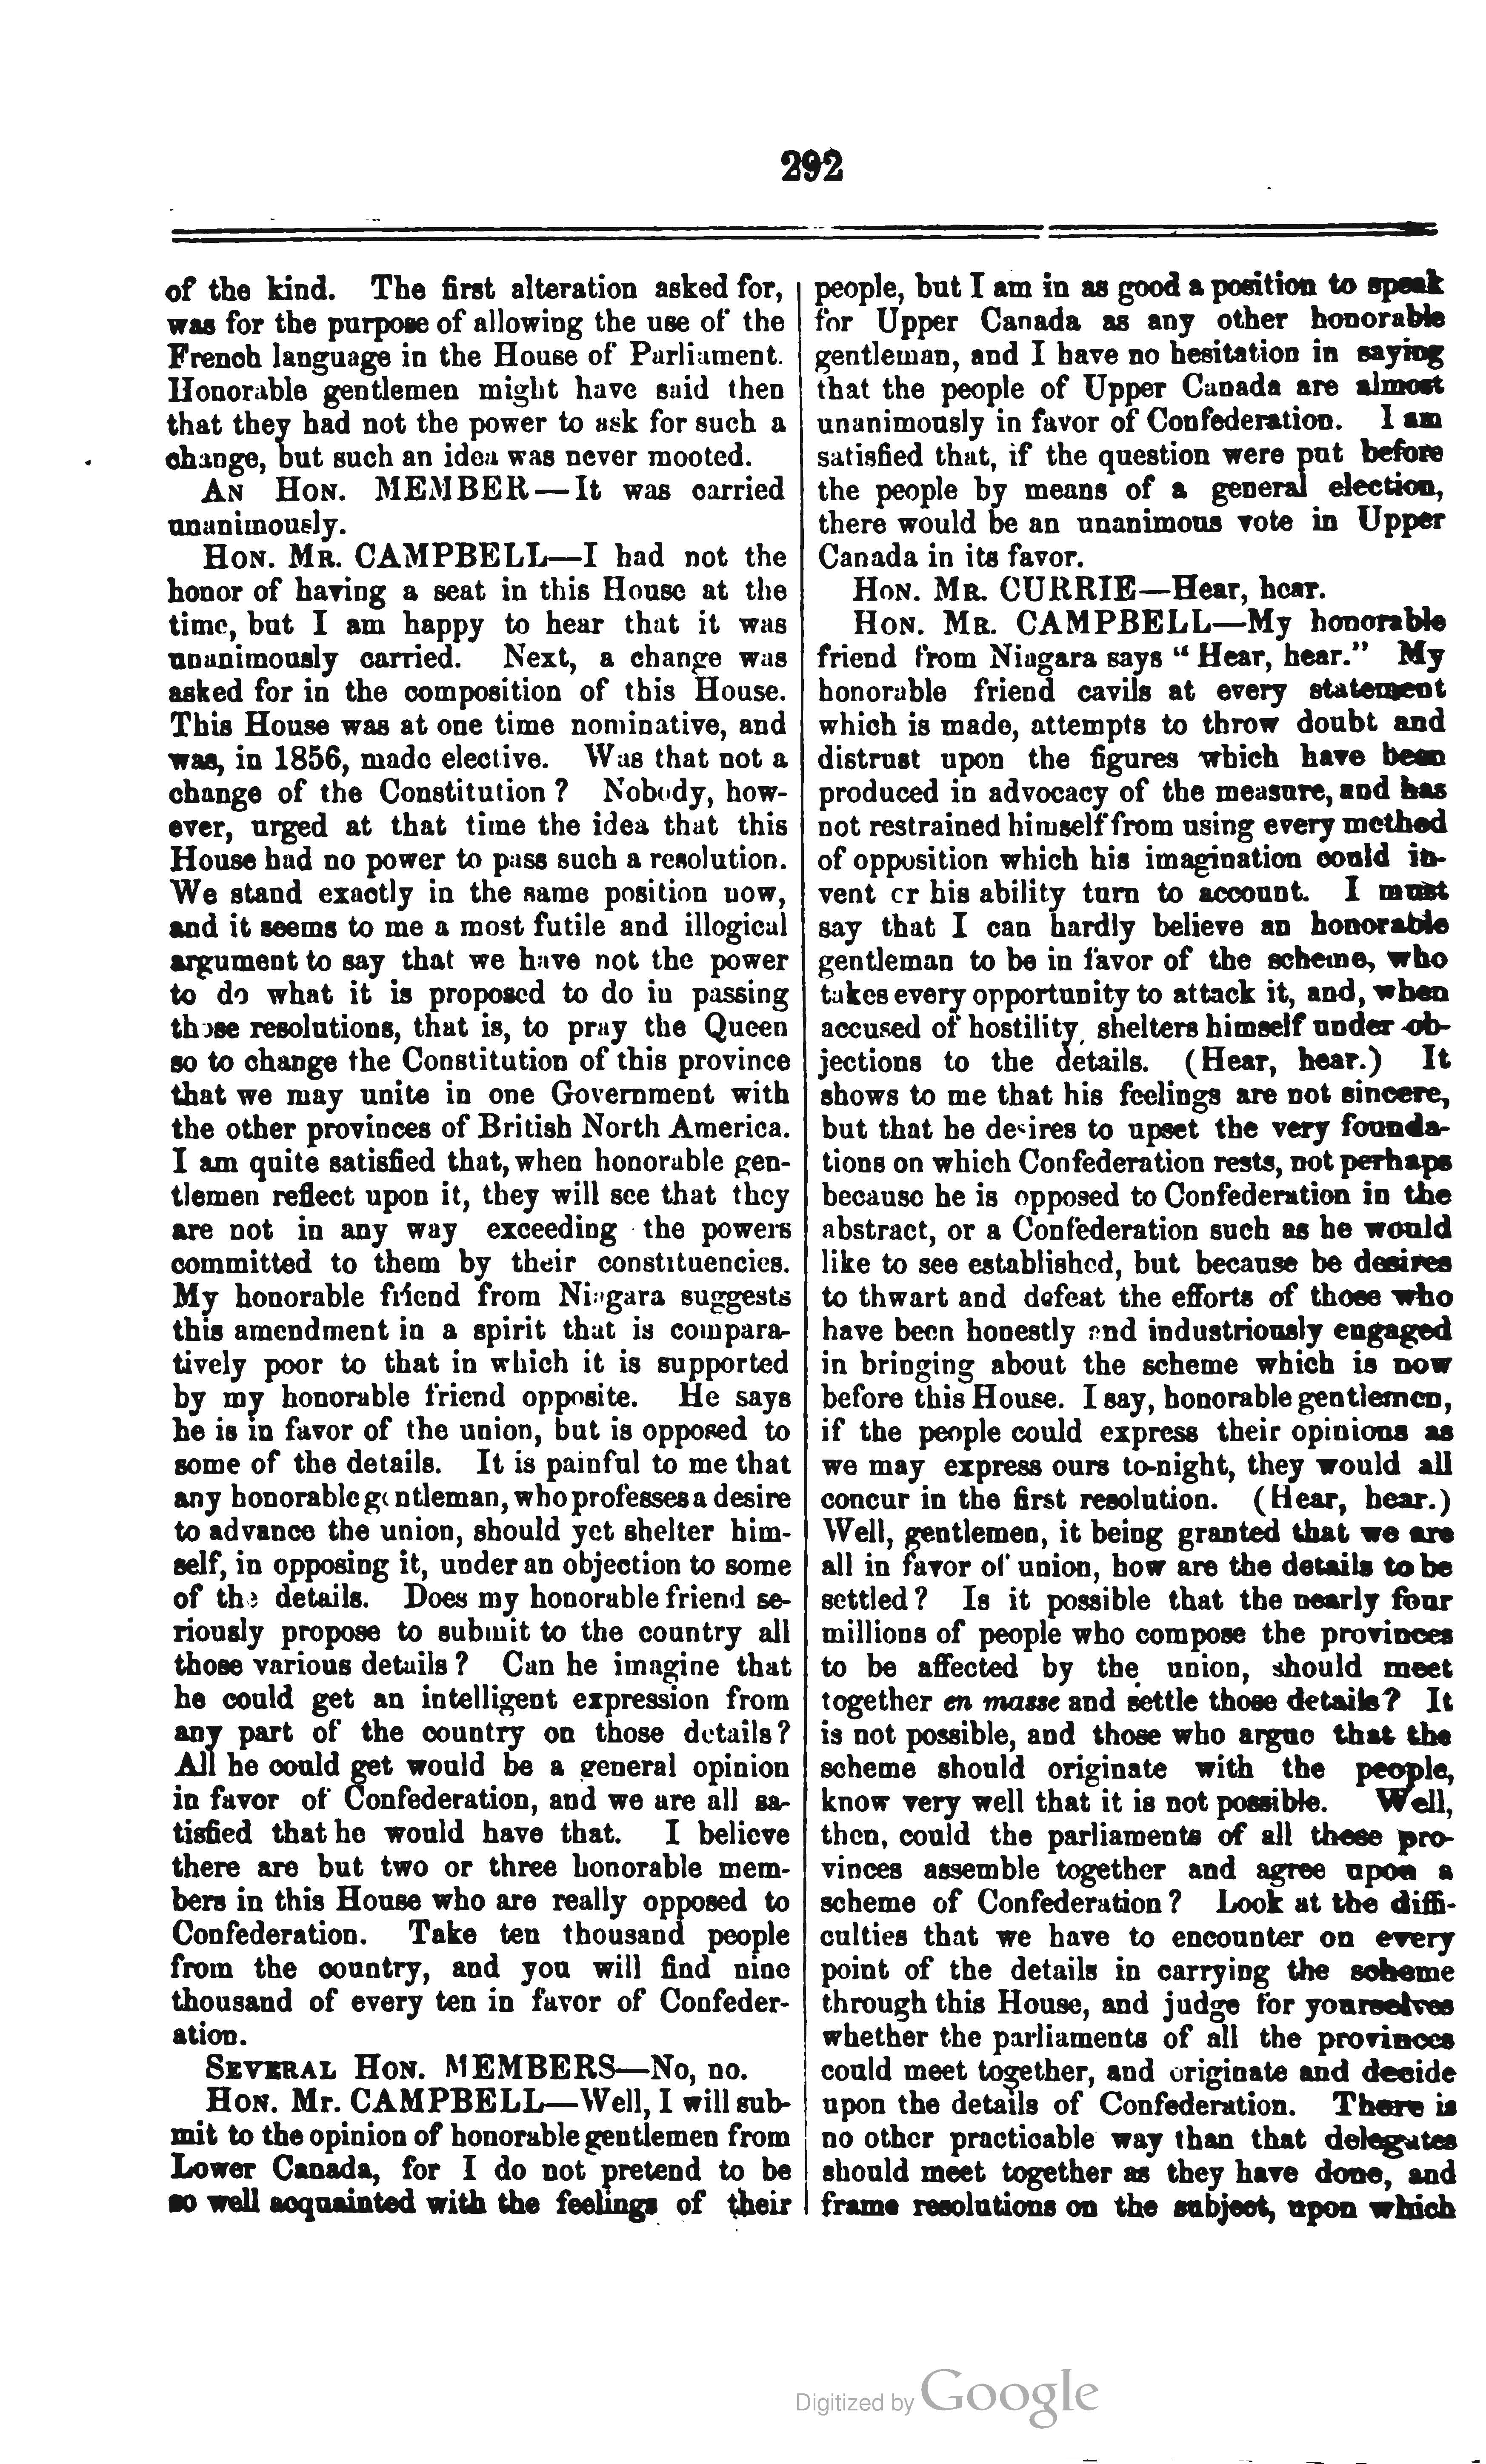 292
of the kind. The first alteration asked for,
was for the purpose of allowing the use of the
French language in the House of Parliament.
Honorable gentlemen might have said then
that they had not the power to ask for such a
change, but such an idea was never mooted.
AN HON. MEMBER—It was carried
unanimously.
HON. MR. CAMPBELL—I had not the
honor of having a seat in this House at the
time, but I am happy to hear that it was
unanimously carried. Next, a change was
asked for in the composition of this House.
This House was at one time nominative, and
was, in 1856, made elective. Was that not a
change of the Constitution? Nobody, how-
ever, urged at that time the idea that this
House had no power to pass such a resolution.
We stand exactly in the same position now,
and it seems to me a most futile and illogical
argument to say that we have not the power
to do what it is proposed to do in passing
those resolutions, that is, to pray the Queen
so to change the Constitution of this province
that we may unite in one Government with
the other provinces of British North America.
I am quite satisfied that, when honorable gen-
tlemen reflect upon it, they will see that they
are not in any way exceeding the powers
committed to them by their constituencies.
My honorable friend from Niagara suggests
this amendment in a spirit that is compara-
tively poor to that in which it is supported
by my honorable friend opposite. He says
he is in favor of the union, but is opposed to
some of the details. It is painful to me that
any honorable gentleman, who professes a desire
to advance the union, should yet shelter him-
self, in opposing it, under an objection to some
of the details. Does my honorable friend se-
riously propose to submit to the country all
those various details? Can he imagine that
he could get an intelligent expression from
any part of the country on those details?
All he could get would be a general opinion
in favor of Confederation, and we are all sa-
tisfied that he would have that. I believe
there are but two or three honorable mem-
bers in this House who are really opposed to
Confederation. Take ten thousand people
from the country, and you will find nine
thousand of every ten in favor of Confeder-
ation.
SEVERAL HON. MEMBERS—No, no.
HON. Mr. CAMPBELL—Well, I will sub-
mit to the opinion of honorable gentlemen from
Lower Canada, for I do not pretend to be
so well acquainted with the feelings of their
people, but I am in as good a position to speak
for Upper Canada as any other honorable
gentleman, and I have no hesitation in saying
that the people of Upper Canada are almost
unanimously in favor of Confederation. I am
satisfied that, if the question were put before
the people by means of a general election,
there would be an unanimous vote in Upper
Canada in its favor.
HON. MR. CURRIE—Hear, hear.
HON. MR. CAMPBELL—My honorable
friend from Niagara says "Hear, hear." My
honorable friend cavils at every statement
which is made, attempts to throw doubt and
distrust upon the figures which have been
produced in advocacy of the measure, and has
not restrained himself from using every method
of opposition which his imagination could in-
vent or his ability turn to account. I must
say that I can hardly believe an honorable
gentleman to be in favor of the scheme, who
takes every opportunity to attack it, and, when
accused of hostility, shelters himself under ob-
jections to the details. (Hear, hear.) It
shows to me that his feelings are not sincere,
but that he desires to upset the very founda-
tions on which Confederation rests, not perhaps
because he is opposed to Confederation in the
abstract, or a Confederation such as he would
like to see established, but because he desires
to thwart and defeat the efforts of those who
have been honestly and industriously engaged
in bringing about the scheme which is now
before this House. I say, honorable gentlemen,
if the people could express their opinions as
we may express ours to-night, they would all
concur in the first resolution. (Hear, hear.)
Well, gentlemen, it being granted that we are
all in favor of union, how are the details to be
settled? Is it possible that the nearly four
millions of people who compose the provinces
to be affected by the union, should meet
together en masse and settle those details? It
is not possible, and those who argue that the
scheme should originate with the people,
know very well that it is not possible. Well,
then, could the parliaments of all these pro-
vinces assemble together and agree upon a
scheme of Confederation? Look at the diffi-
culties that we have to encounter on every
point of the details in carrying the scheme
through this House, and judge for yourselves
whether the parliaments of all the provinces
could meet together, and originate and decide
upon the details of Confederation. There is
no other practicable way than that delegates
should meet together as they have done, and
frame resolutions on the subject, upon which
Digitized by Google